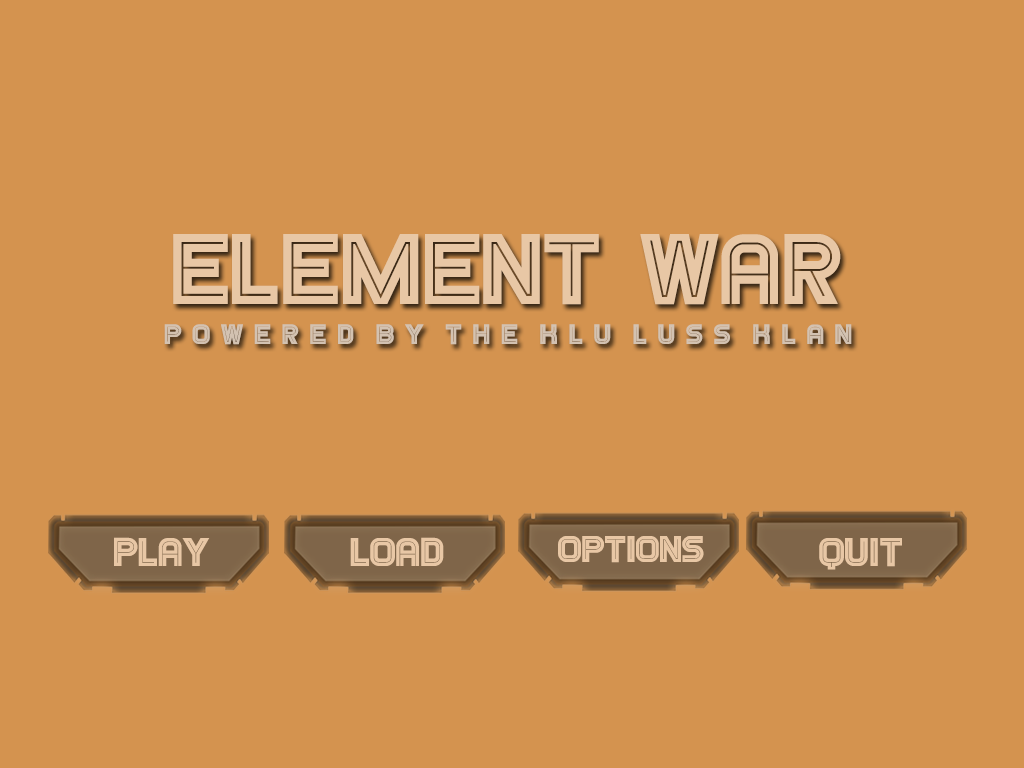 ELEMENT WAR
POWERED BY THE KLU LUSS KLAN
PLAY
LOAD
OPTIONS
QUIT